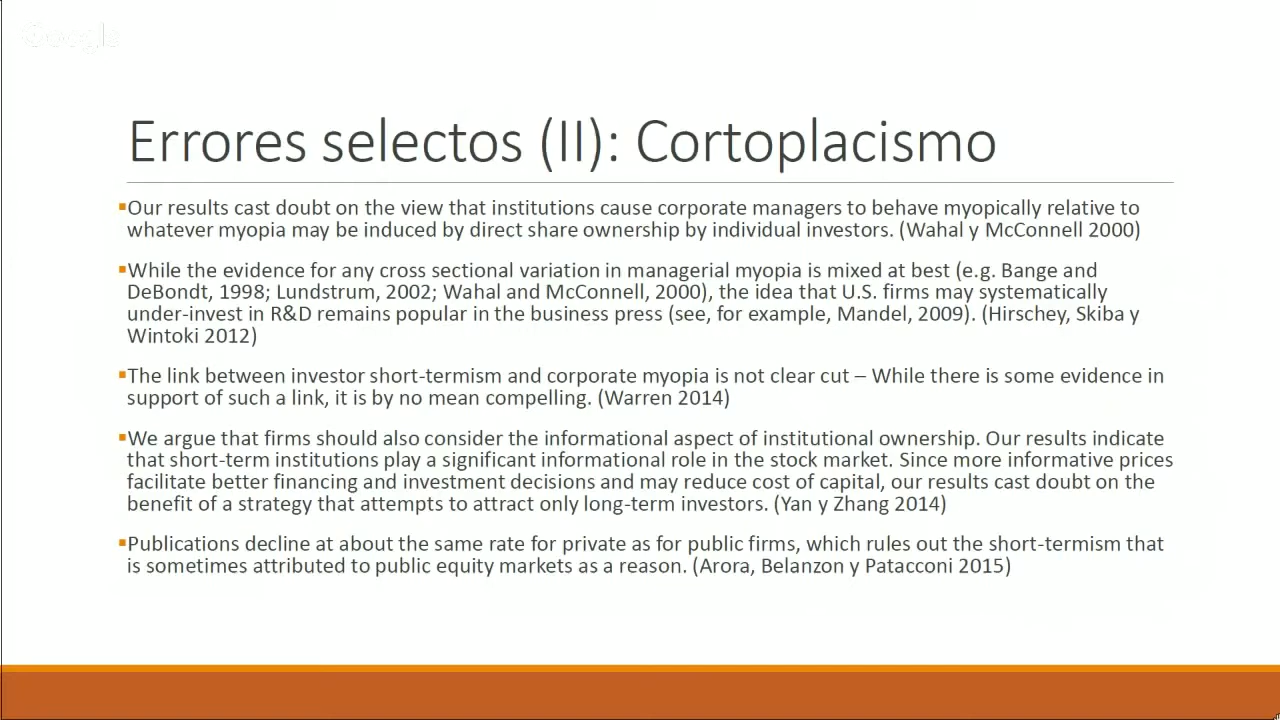 Google
Errores selectos (II): Cortoplacismo
▪Our results cast doubt on the view that institutions cause corporate managers to behave myopically relative to
whatever myopia may be induced by direct share ownership by individual investors. (Wahal y McConnell 2000)
▪While the evidence for any cross sectional variation in managerial myopia is mixed at best (e.g. Bange and
DeBondt, 1998; Lundstrum, 2002; Wahal and McConnell, 2000), the idea that U.S. firms may systematically
under-invest in R&D remains popular in the business press (see, for example, Mandel, 2009). (Hirschey, Skiba y
Wintoki 2012)
▪The link between investor short-termism and corporate myopia is not clear cut – While there is some evidence in
support of such a link, it is by no mean compelling. (Warren 2014)
▪We argue that firms should also consider the informational aspect of institutional ownership. Our results indicate
that short-term institutions play a significant informational role in the stock market. Since more informative prices
facilitate better financing and investment decisions and may reduce cost of capital, our results cast doubt on the
benefit of a strategy that attempts to attract only long-term investors. (Yan y Zhang 2014)
▪Publications decline at about the same rate for private as for public firms, which rules out the short-termism that
is sometimes attributed to public equity markets as a reason. (Arora, Belanzon y Patacconi 2015)